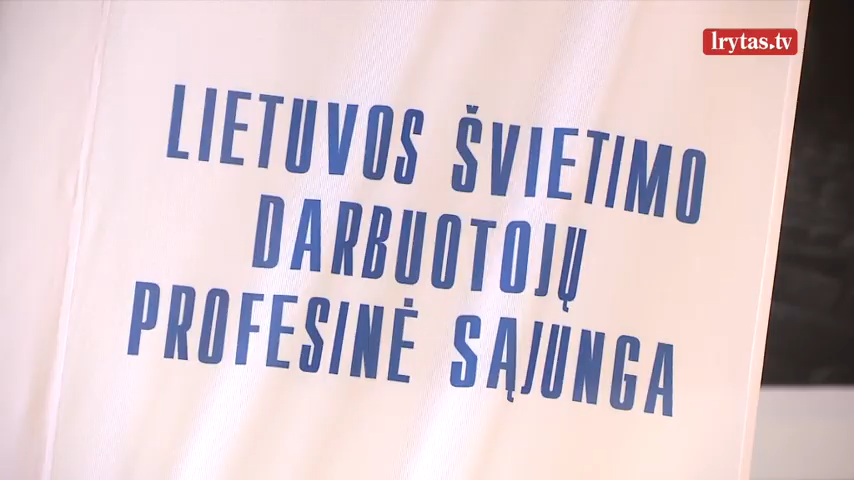 lrytas.tv
LIETUVOS ŠVIETIMO
DARBUOTOJŲ
PROFESINĖ SĄJUNGA